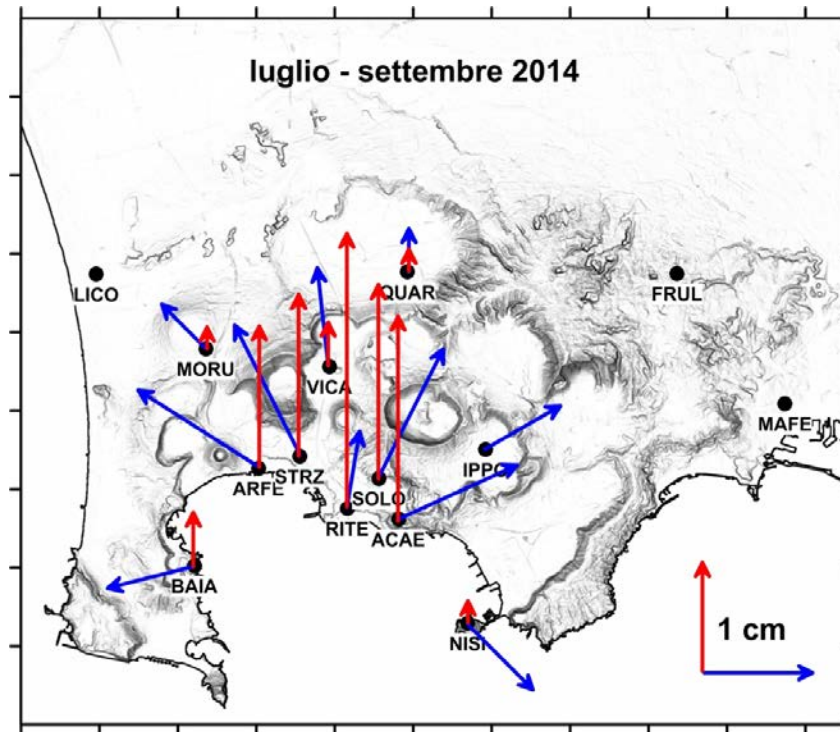 luglio - settembre 2014
QUAR
LICO
FRUL
MORU
VICA
MAFE
IPPO
ARFE
STRZ
SOLO
RITE
ACAE
BAIA
NISI
1 cm